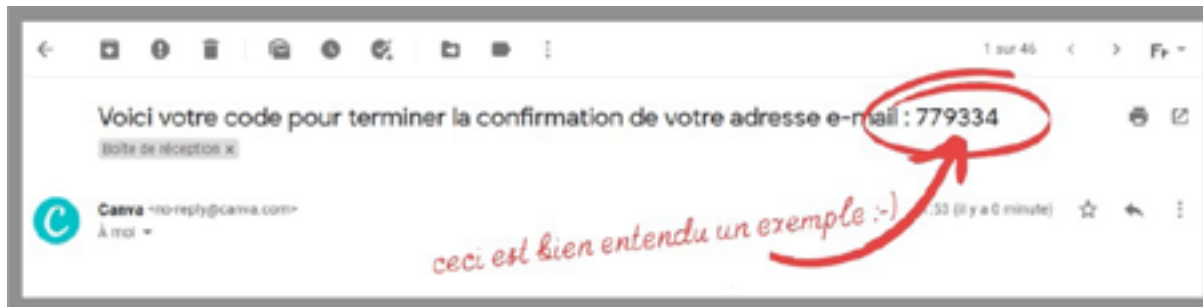 1 sur 46
Fr
Voici votre code pour terminer la confirmation de votre adresse e-mail : 779334
Boîte de réception x
Canva <no-reply@canva.com>
:53 (il y a 0 minute)
À moi
ceci est bien entendu un exemple :-)